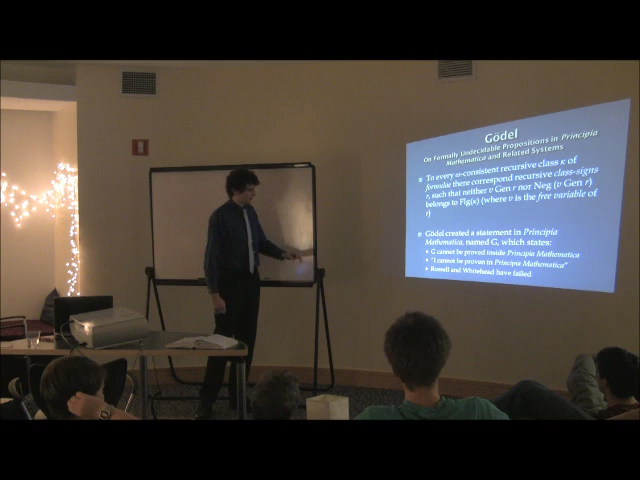 Gödel
On Formally Undecidable Propositions in Principia
Mathematica and Related Systems
To every ω-consistent recursive class κ of
formulae there correspond recursive class-signs
r, such that neither v Gen r nor Neg (v Gen r)
belongs to Flg(κ) (where v is the free variable of
r)
Gödel created a statement in Principia
Mathematica, named G, which states:
G cannot be proven inside Principia Mathematica
"I cannot be proven in Principia Mathematica"
Russell and Whitehead have failed